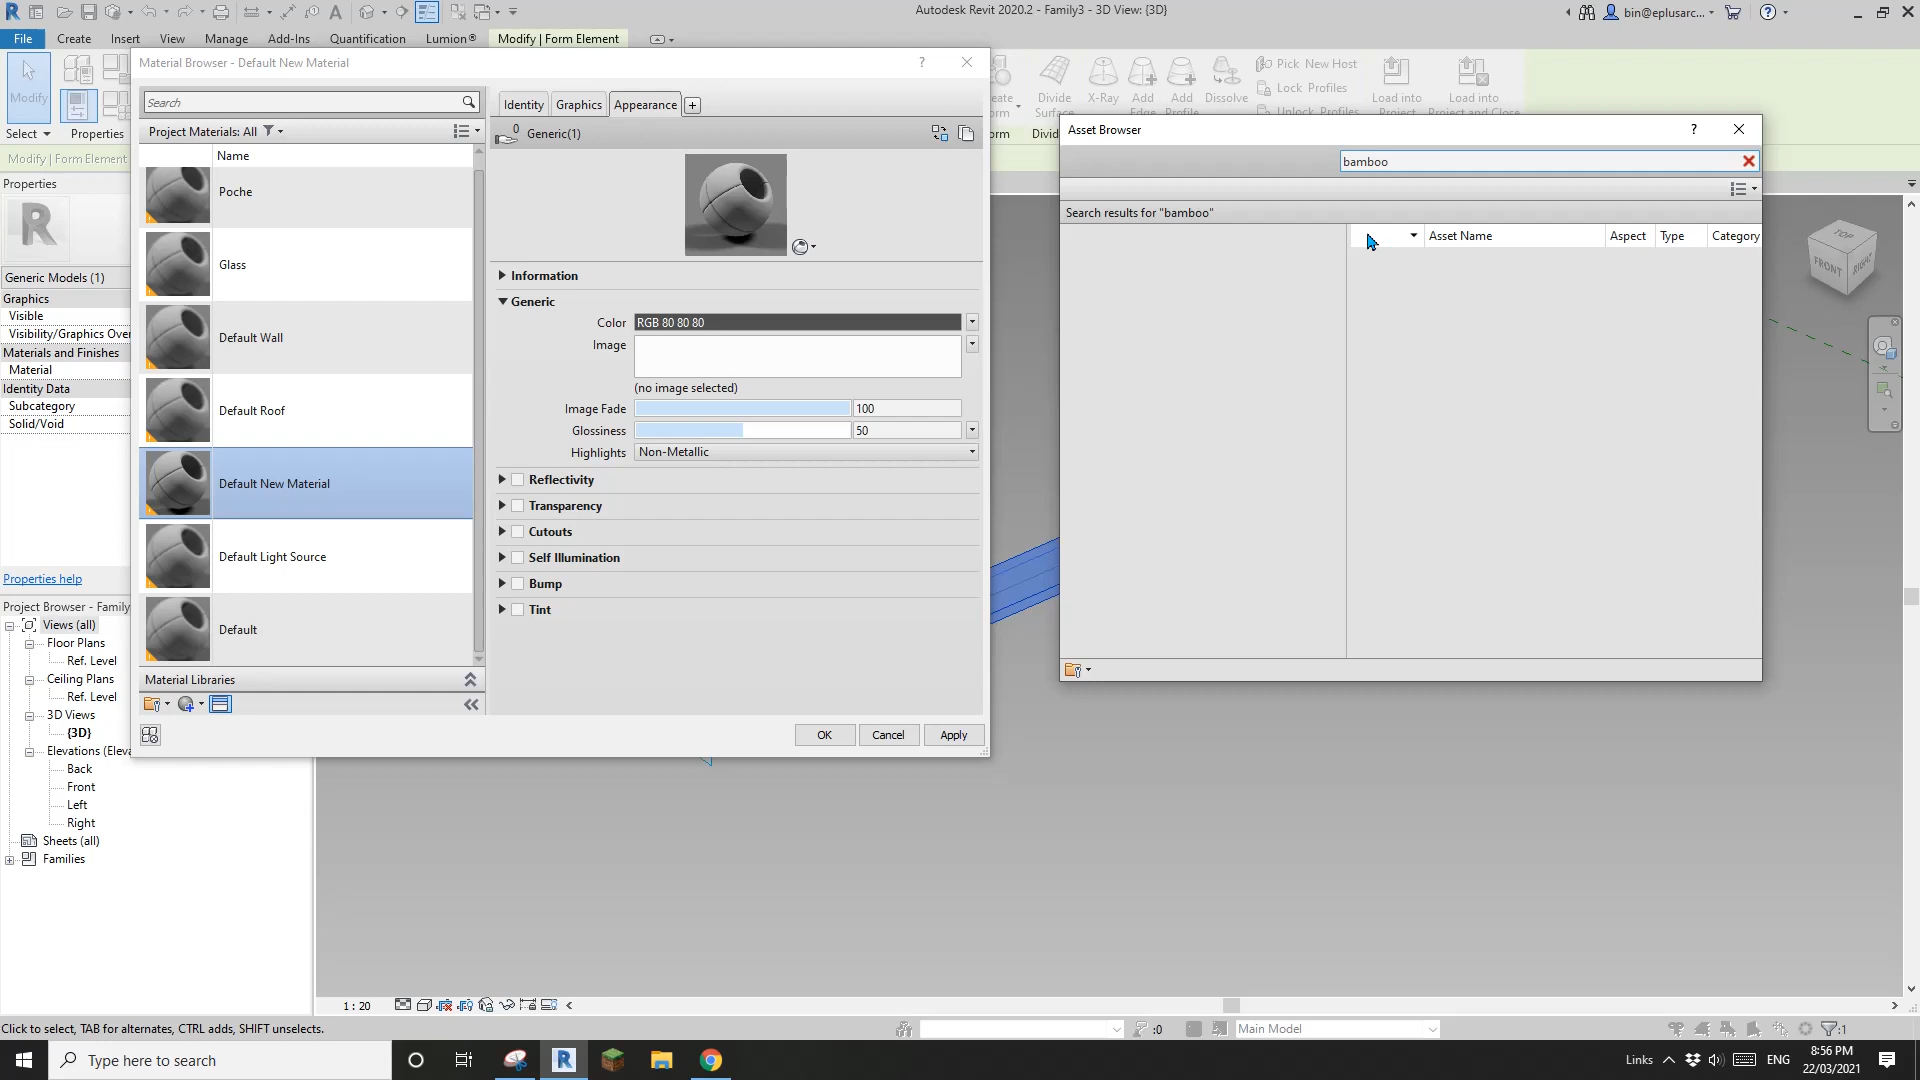 Autodesk Revit 2020.2 - Family3 - 3D View: {3D}
bin@eplusarc...
File
Create
Insert
View
Manage
Add-Ins
Quantification
Lumion®
Modify | Form Element
Modify
Select
Properties
Divide
Surface
X-Ray
Add
Edge
Add
Profile
Dissolve
Pick New Host
Lock Profiles
Unlock Profiles
Load into
Project
Load into
Project and Close
Modify | Form Element
Material Browser - Default New Material
?
Search
Project Materials: All
Name
Poche
Glass
Default Wall
Default Roof
Default New Material
Default Light Source
Default
Material Libraries
Identity
Graphics
Appearance
0
Generic(1)
Information
Generic
Color
RGB 80 80 80
Image
(no image selected)
Image Fade
100
Glossiness
50
Highlights
Non-Metallic
Reflectivity
Transparency
Cutouts
Self Illumination
Bump
Tint
OK
Cancel
Apply
Asset Browser
?
bamboo
Search results for "bamboo"
Asset Name
Aspect
Type
Category
TOP
FRONT
RIGHT
Properties
Generic Models (1)
Graphics
Visible
Visibility/Graphics Over
Materials and Finishes
Material
Identity Data
Subcategory
Solid/Void
Properties help
Project Browser - Family
Views (all)
Floor Plans
Ref. Level
Ceiling Plans
Ref. Level
3D Views
{3D}
Elevations (Eleva
Back
Front
Left
Right
Sheets (all)
Families
1 : 20
Click to select, TAB for alternates, CTRL adds, SHIFT unselects.
:0
Main Model
:1
Type here to search
Links
ENG
8:56 PM
22/03/2021